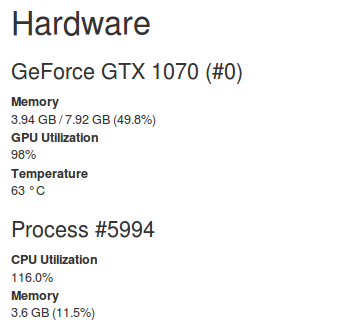 Hardware
GeForce GTX 1070 (#0)
Memory
3.94 GB / 7.92 GB (49.8%)
GPU Utilization
98%
Temperature
63 °C
Process #5994
CPU Utilization
116.0%
Memory
3.6 GB (11.5%)